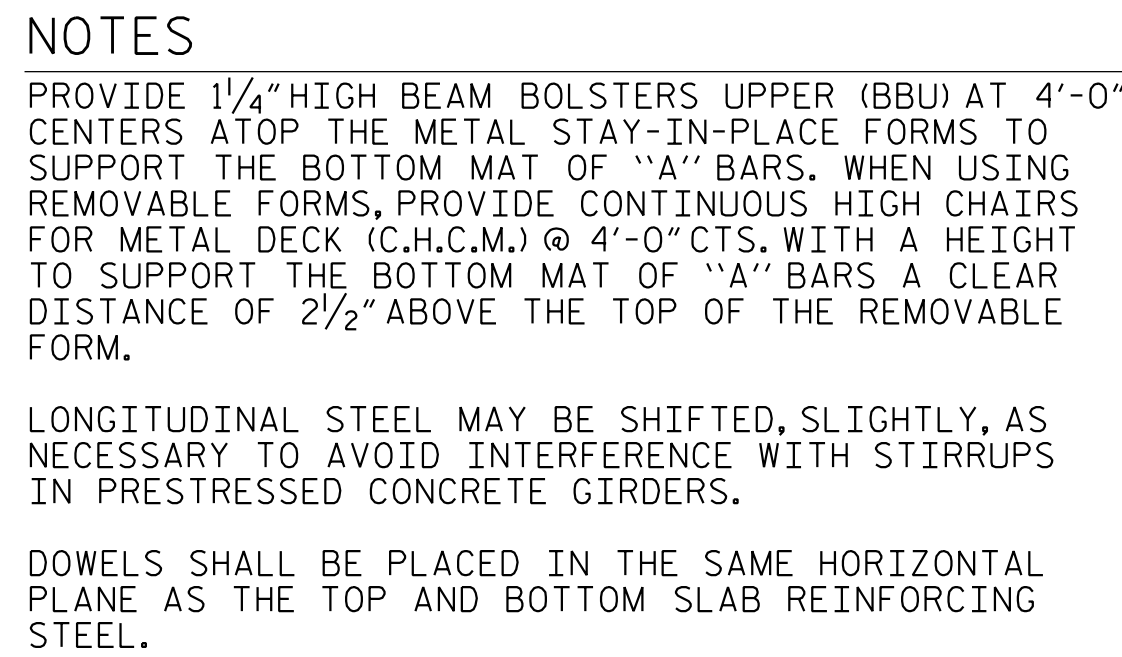 NOTES
PROVIDE 1 1/4" HIGH BEAM BOLSTERS UPPER (BBU) AT 4'-0"
CENTERS ATOP THE METAL STAY-IN-PLACE FORMS TO
SUPPORT THE BOTTOM MAT OF ``A'' BARS. WHEN USING
REMOVABLE FORMS, PROVIDE CONTINUOUS HIGH CHAIRS
FOR METAL DECK (C.H.C.M.) @ 4'-0" CTS. WITH A HEIGHT
TO SUPPORT THE BOTTOM MAT OF ``A'' BARS A CLEAR
DISTANCE OF 2 1/2" ABOVE THE TOP OF THE REMOVABLE
FORM.
LONGITUDINAL STEEL MAY BE SHIFTED, SLIGHTLY, AS
NECESSARY TO AVOID INTERFERENCE WITH STIRRUPS
IN PRESTRESSED CONCRETE GIRDERS.
DOWELS SHALL BE PLACED IN THE SAME HORIZONTAL
PLANE AS THE TOP AND BOTTOM SLAB REINFORCING
STEEL.